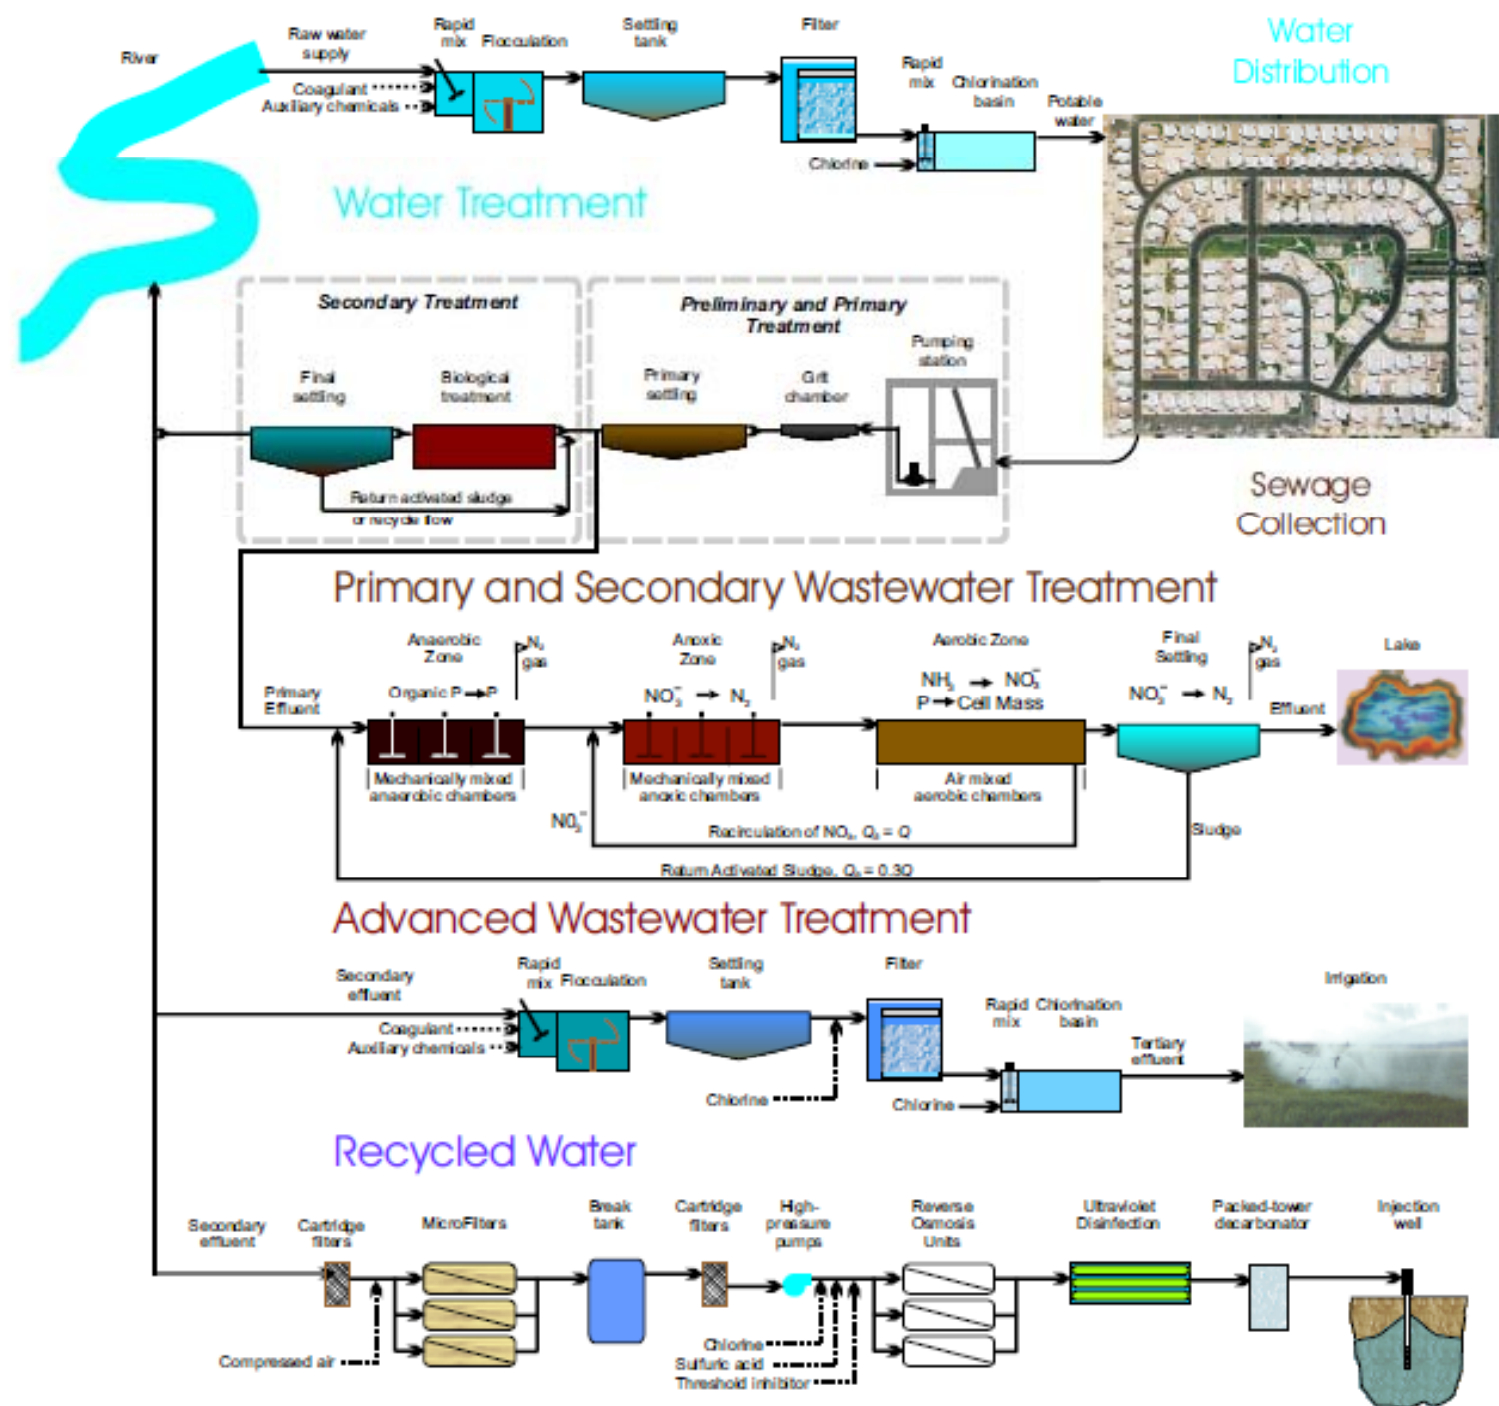 River
Raw water
supply
Coagulant
Auxiliary chemicals
Rapid
mix
Flocculation
Settling
tank
Filter
Rapid
mix
Chlorination
basin
Chlorine
Potable
water
Water
Distribution
Water Treatment
Secondary Treatment
Preliminary and Primary
Treatment
Final
settling
Biological
treatment
Primary
settling
Grit
chamber
Pumping
station
Return activated sludge
or recycle flow
Sewage
Collection
Primary and Secondary Wastewater Treatment
Primary
Effluent
Anaerobic
Zone
N₂
gas
Organic P → P
Mechanically mixed
anaerobic chambers
Anoxic
Zone
N₂
gas
NO₃⁻ → N₂
Mechanically mixed
anoxic chambers
Aerobic Zone
NH₃ → NO₃⁻
P → Cell Mass
Air mixed
aerobic chambers
Final
Settling
N₂
gas
NO₃⁻ → N₂
Effluent
Lake
NO₃⁻
Recirculation of NO₃, Qₐ = Q
Sludge
Return Activated Sludge, = 0.3Q
Advanced Wastewater Treatment
Secondary
effluent
Coagulant
Auxiliary chemicals
Rapid
mix
Flocculation
Settling
tank
Chlorine
Filter
Rapid
mix
Chlorination
basin
Chlorine
Tertiary
effluent
Irrigation
Recycled Water
Secondary
effluent
Cartridge
filters
Compressed air
MicroFilters
Break
tank
Cartridge
filters
High-
pressure
pumps
Chlorine
Sulfuric acid
Threshold inhibitor
Reverse
Osmosis
Units
Ultraviolet
Disinfection
Packed-tower
decarbonator
Injection
well